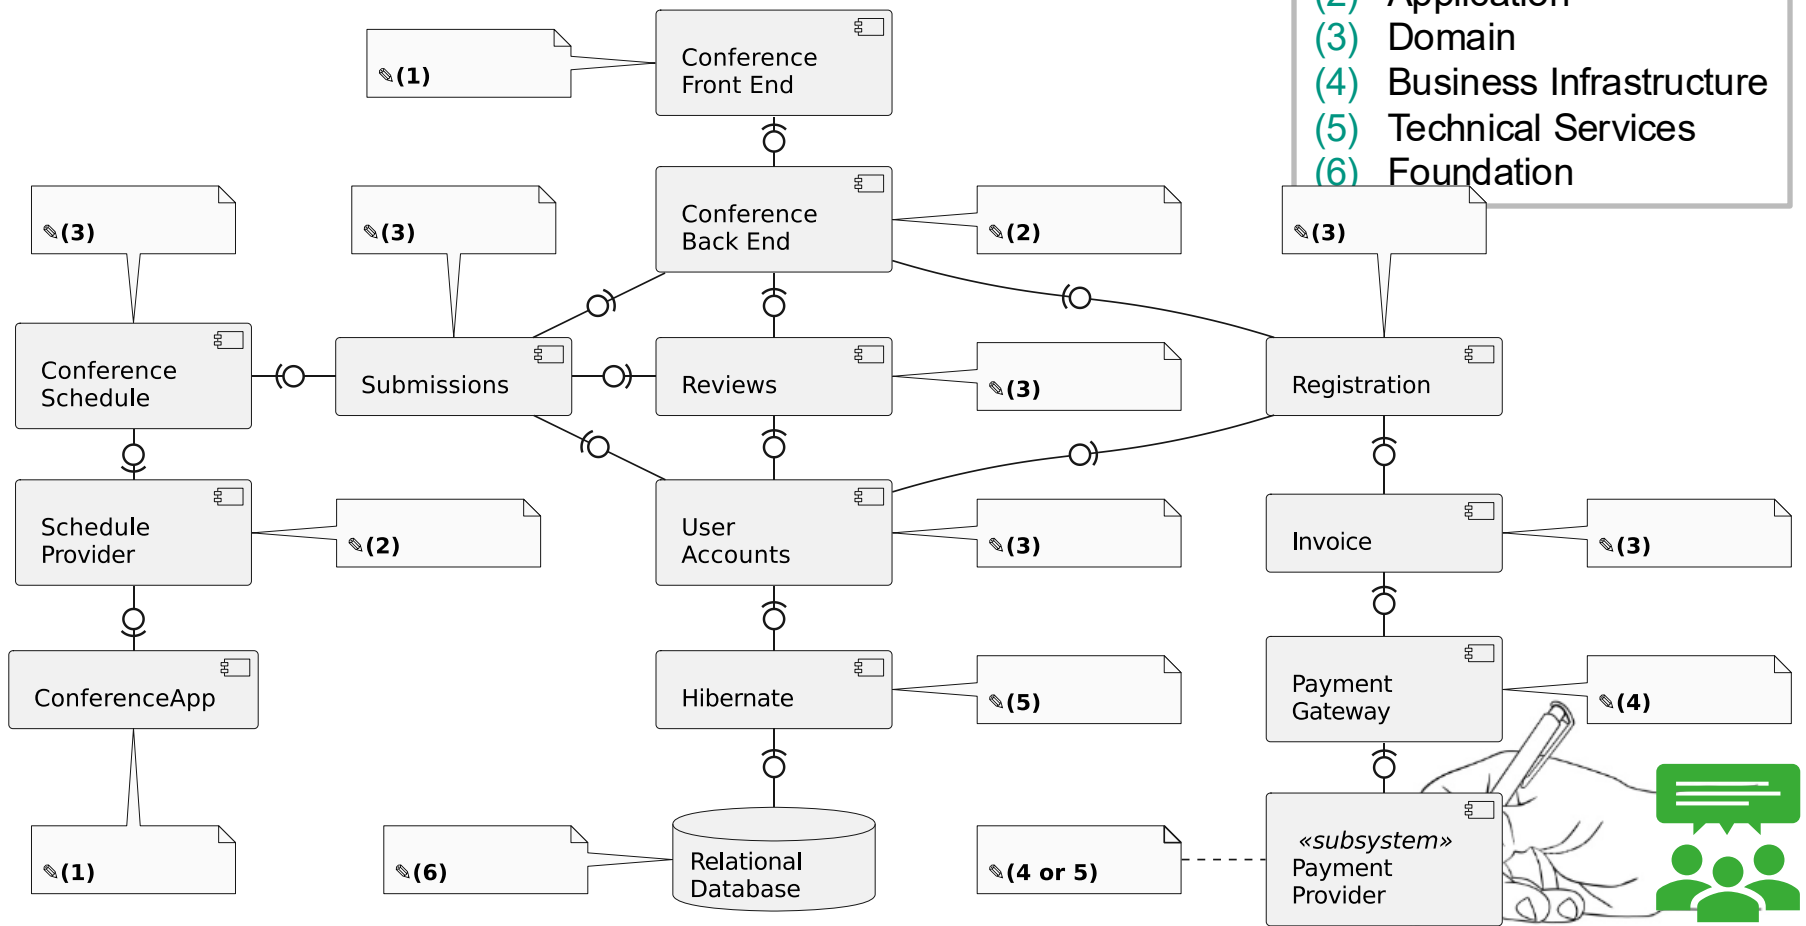 (2) Application
(3) Domain
(4) Business Infrastructure
(5) Technical Services
(6) Foundation
✎(1)
Conference
Front End
✎(3)
✎(3)
Conference
Back End
✎(2)
✎(3)
Conference
Schedule
Submissions
Reviews
✎(3)
Registration
Schedule
Provider
✎(2)
User
Accounts
✎(3)
Invoice
✎(3)
ConferenceApp
Hibernate
✎(5)
Payment
Gateway
✎(4)
✎(1)
✎(6)
Relational
Database
✎(4 or 5)
«subsystem»
Payment
Provider